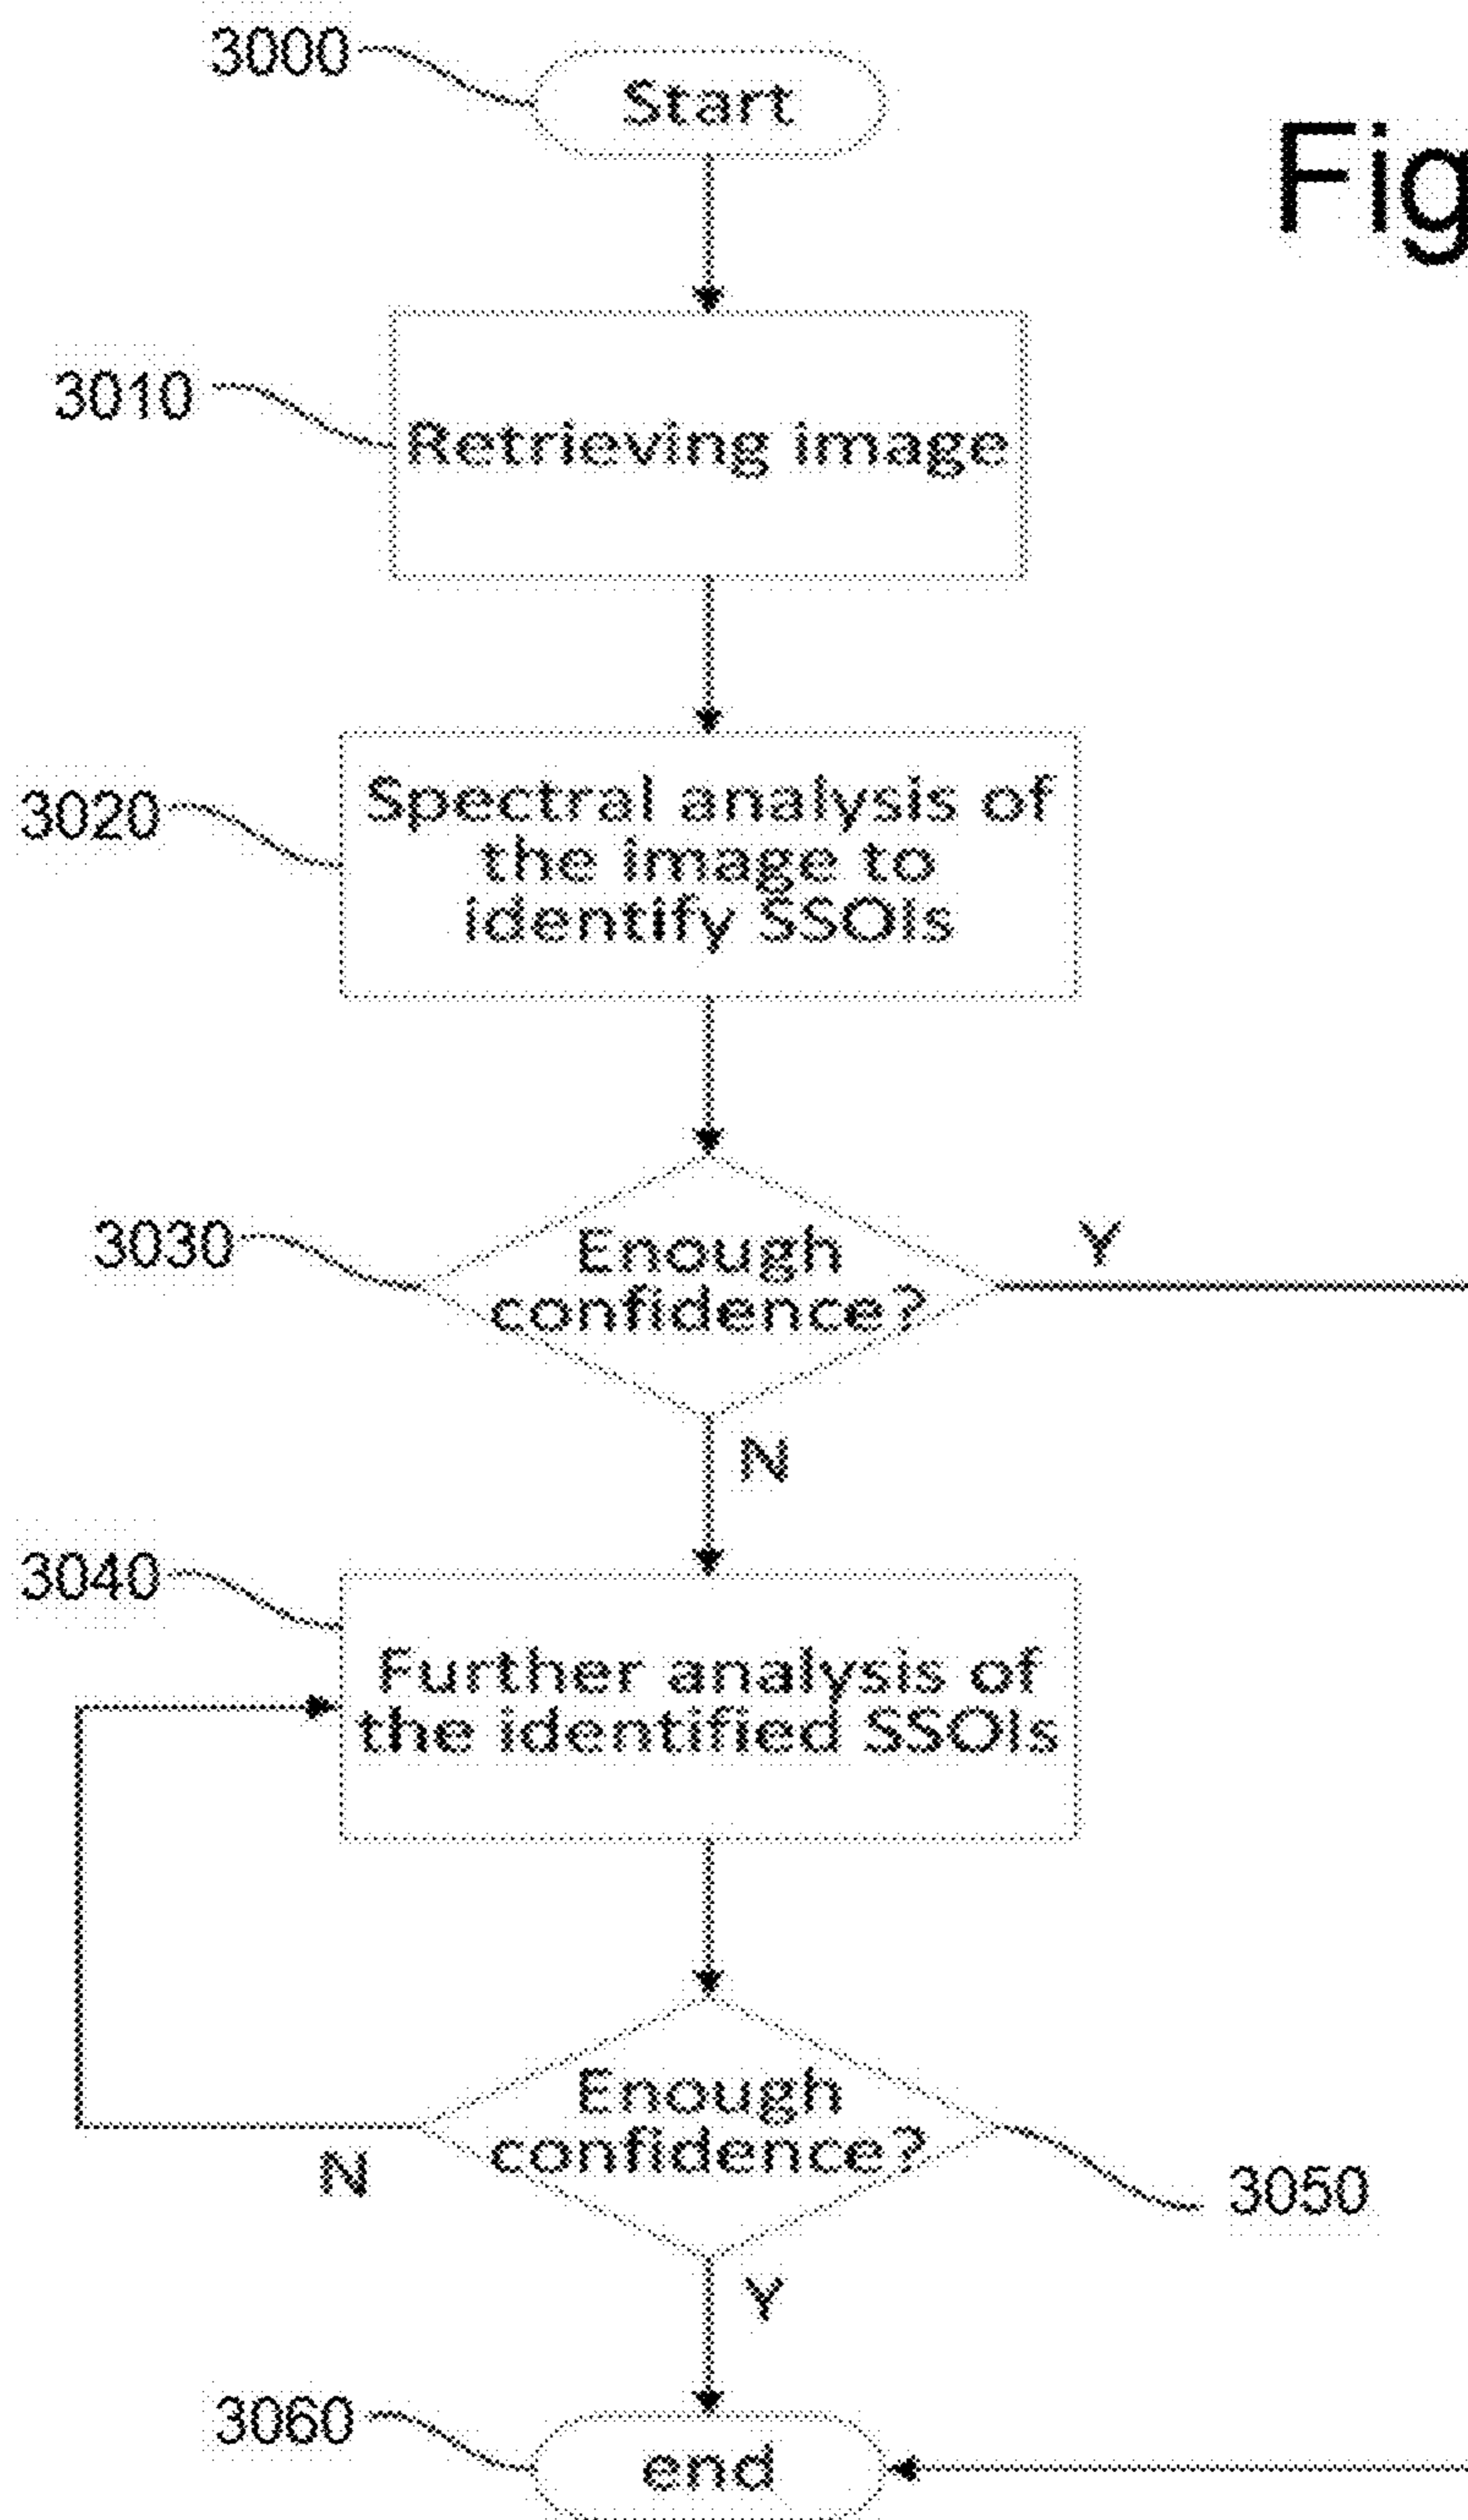 3000
Start
Fig
3010
Retrieving image
3020
Spectral analysis of
the image to
identify SSOIs
3030
Enough
confidence?
Y
N
3040
Further analysis of
the identified SSOIs
Enough
confidence?
N
3050
Y
3060
end